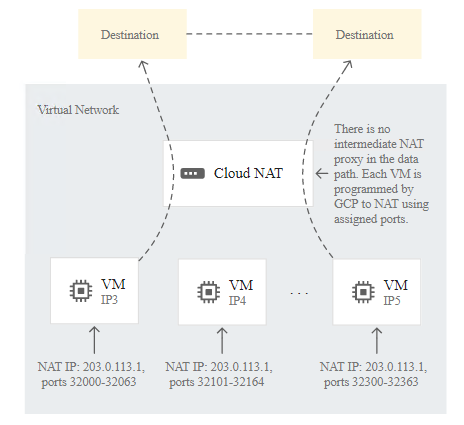 Destination
Destination
Virtual Network
There is no
intermediate NAT
proxy in the data
path. Each VM is
programmed by
GCP to NAT using
assigned ports.
Cloud NAT
VM
IP3
VM
IP4
. . .
VM
IP5
NAT IP: 203.0.113.1,
ports 32000-32063
NAT IP: 203.0.113.1,
ports 32101-32164
NAT IP: 203.0.113.1,
ports 32300-32363